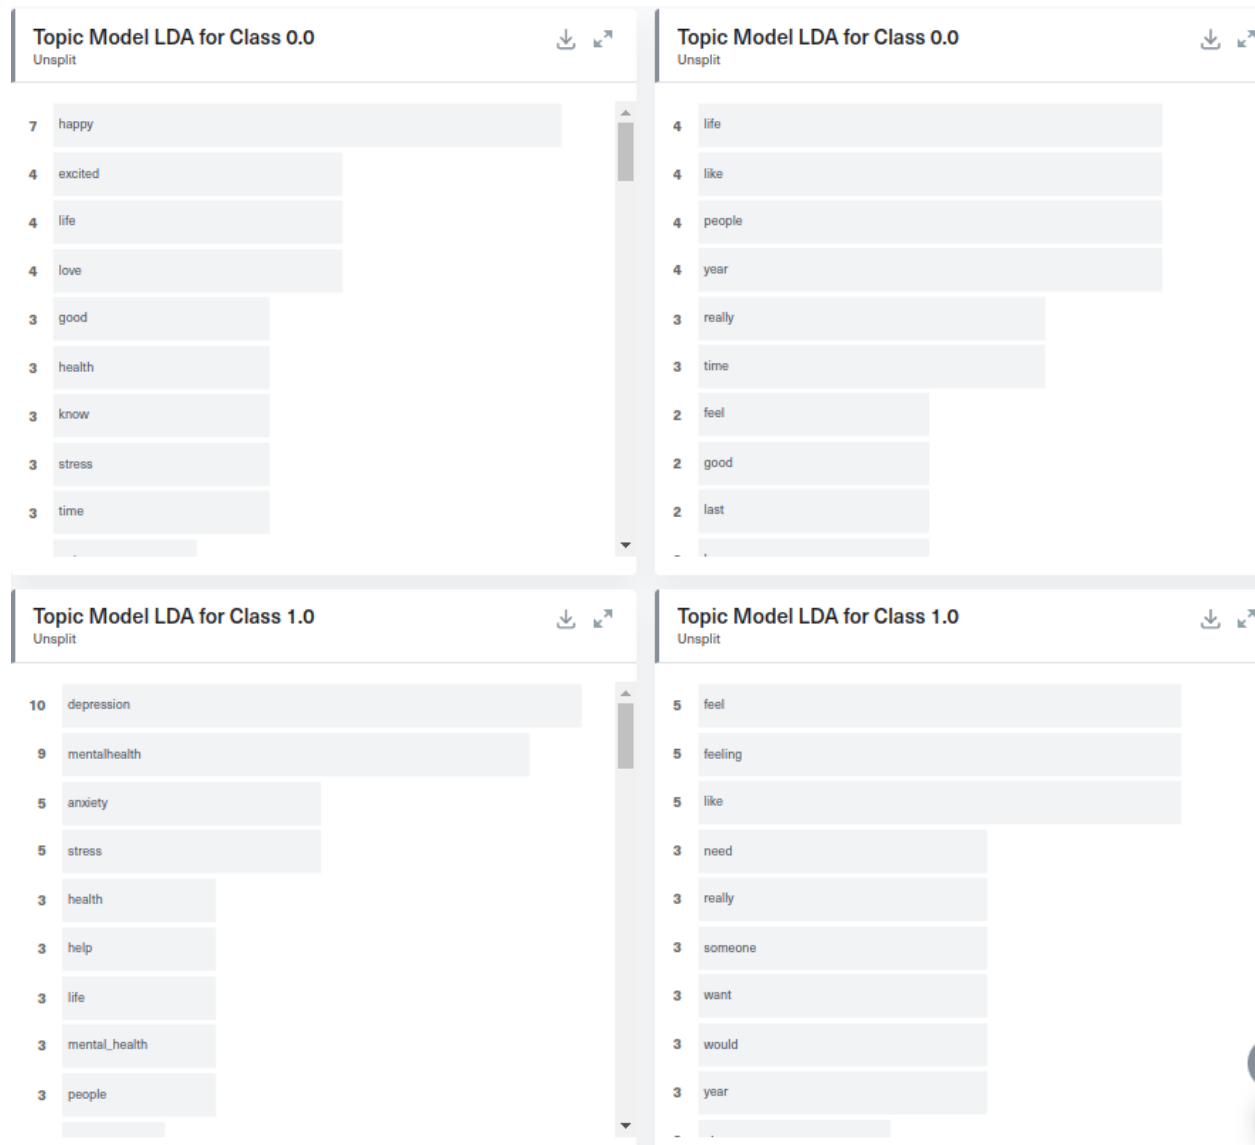 Topic Model LDA for Class 0.0
Unsplit
7 happy
4 excited
4 life
4 love
3 good
3 health
3 know
3 stress
3 time
Topic Model LDA for Class 0.0
Unsplit
4 life
4 like
4 people
4 year
3 really
3 time
2 feel
2 good
2 last
Topic Model LDA for Class 1.0
Unsplit
10 depression
9 mentalhealth
5 anxiety
5 stress
3 health
3 help
3 life
3 mental_health
3 people
Topic Model LDA for Class 1.0
Unsplit
5 feel
5 feeling
5 like
3 need
3 really
3 someone
3 want
3 would
3 year